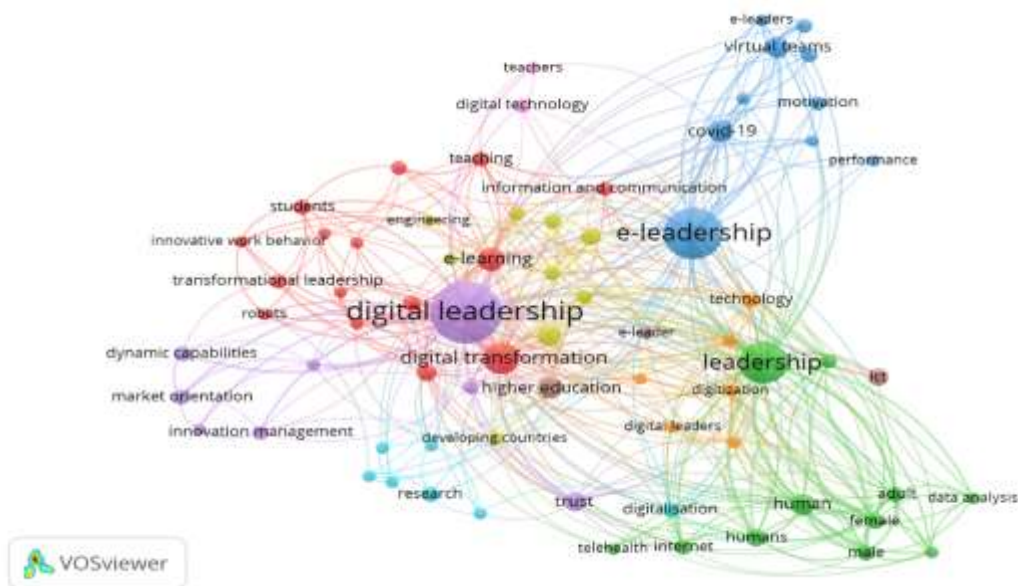 e-leaders
virtual teams
teachers
digital technology
motivation
covid-19
teaching
performance
information and communication
students
engineering
e-leadership
innovative work behavior
e-learning
transformational leadership
technology
robots
digital leadership
e-leader
dynamic capabilities
digital transformation
leadership
ict
higher education
digitization
market orientation
innovation management
developing countries
digital leaders
research
trust
digitalisation
human
adult
data analysis
female
telehealth
internet
humans
male
VOSviewer